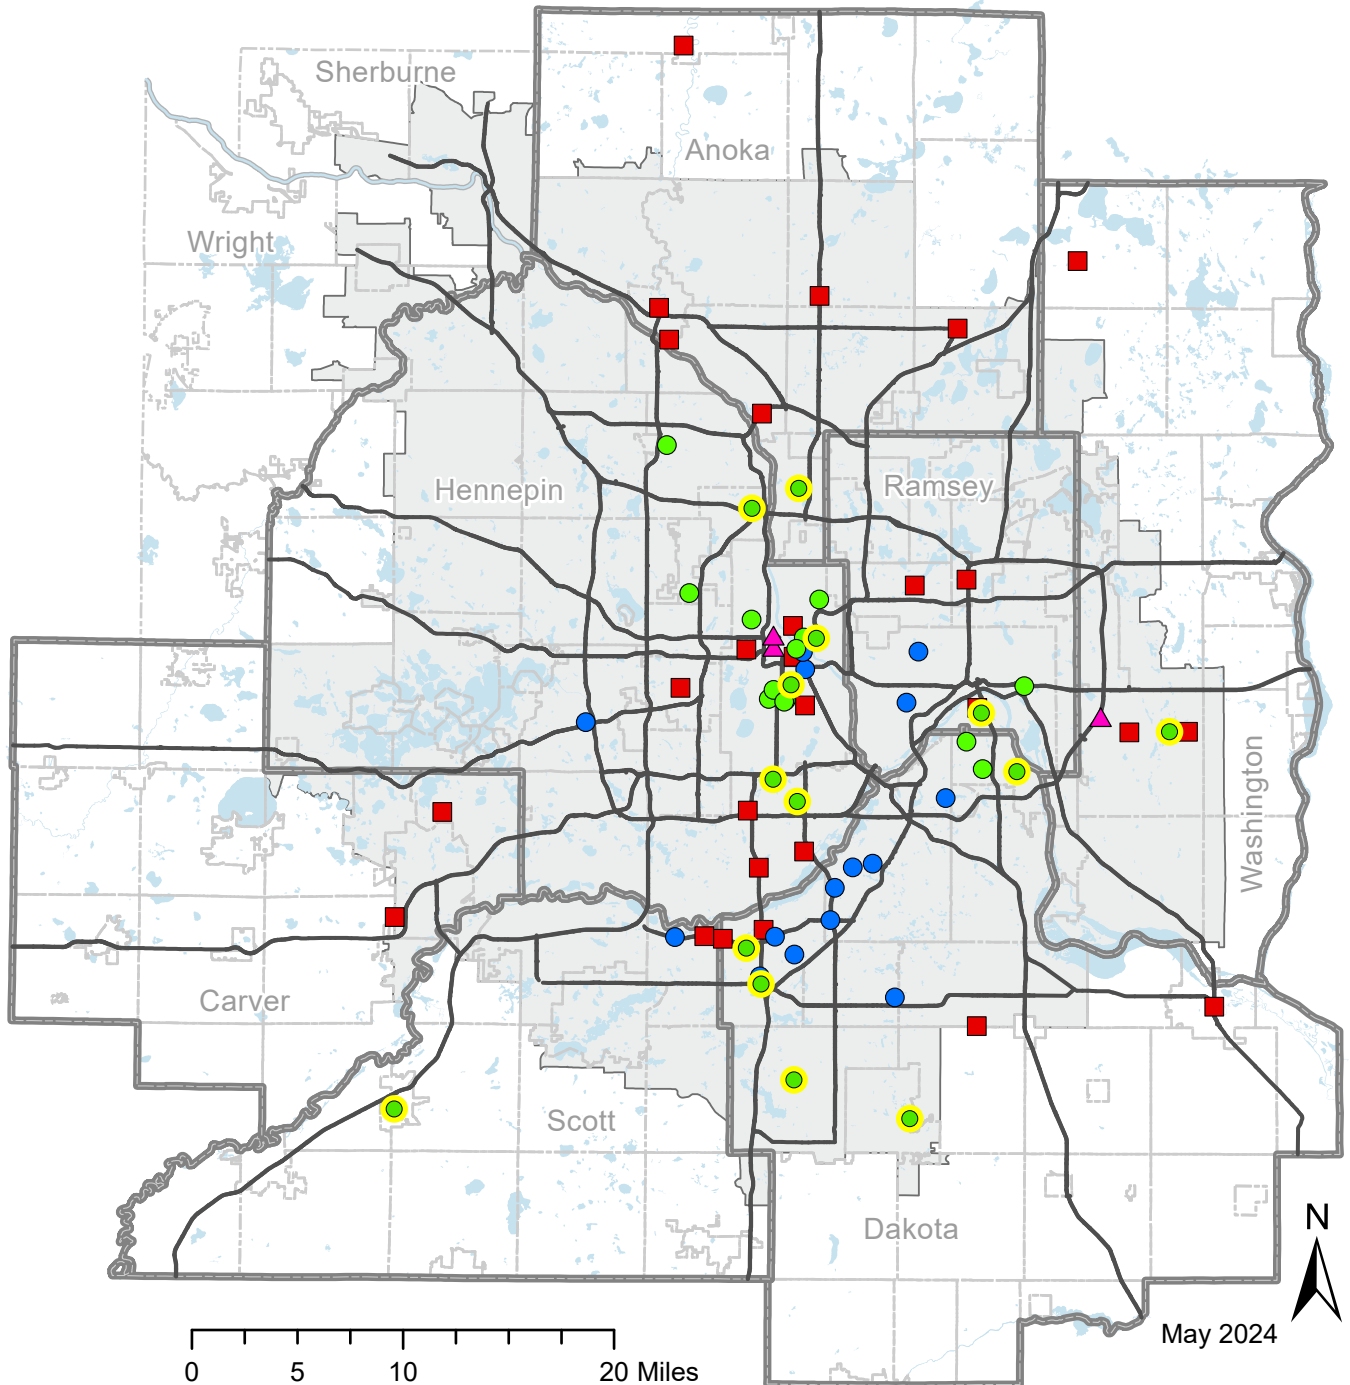 Sherburne
Anoka
Wright
Hennepin
Ramsey
Washington
Carver
Scott
Dakota
N
May 2024
0 5 10 20 Miles